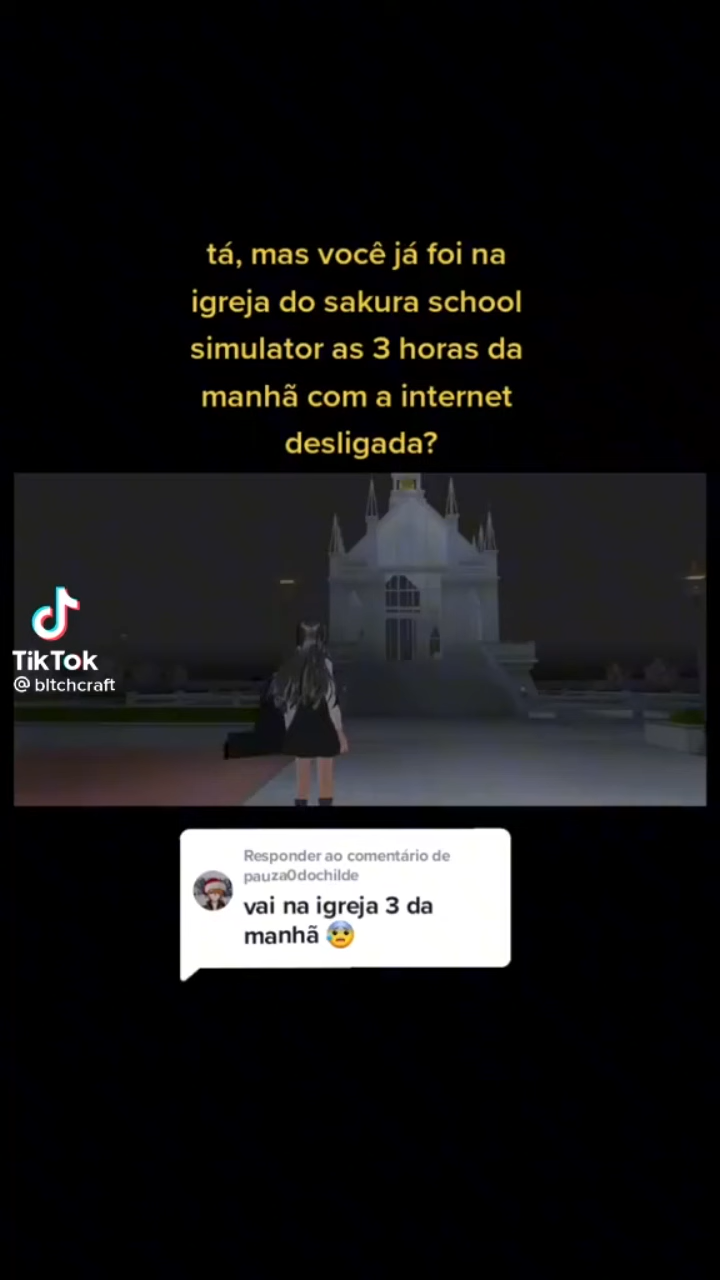 tá, mas você já foi na
igreja do sakura school
simulator as 3 horas da
manhã com a internet
desligada?
TikTok
@ bltchcraft
Responder ao comentário de
pauza0dochilde
vai na igreja 3 da
manhã 😰